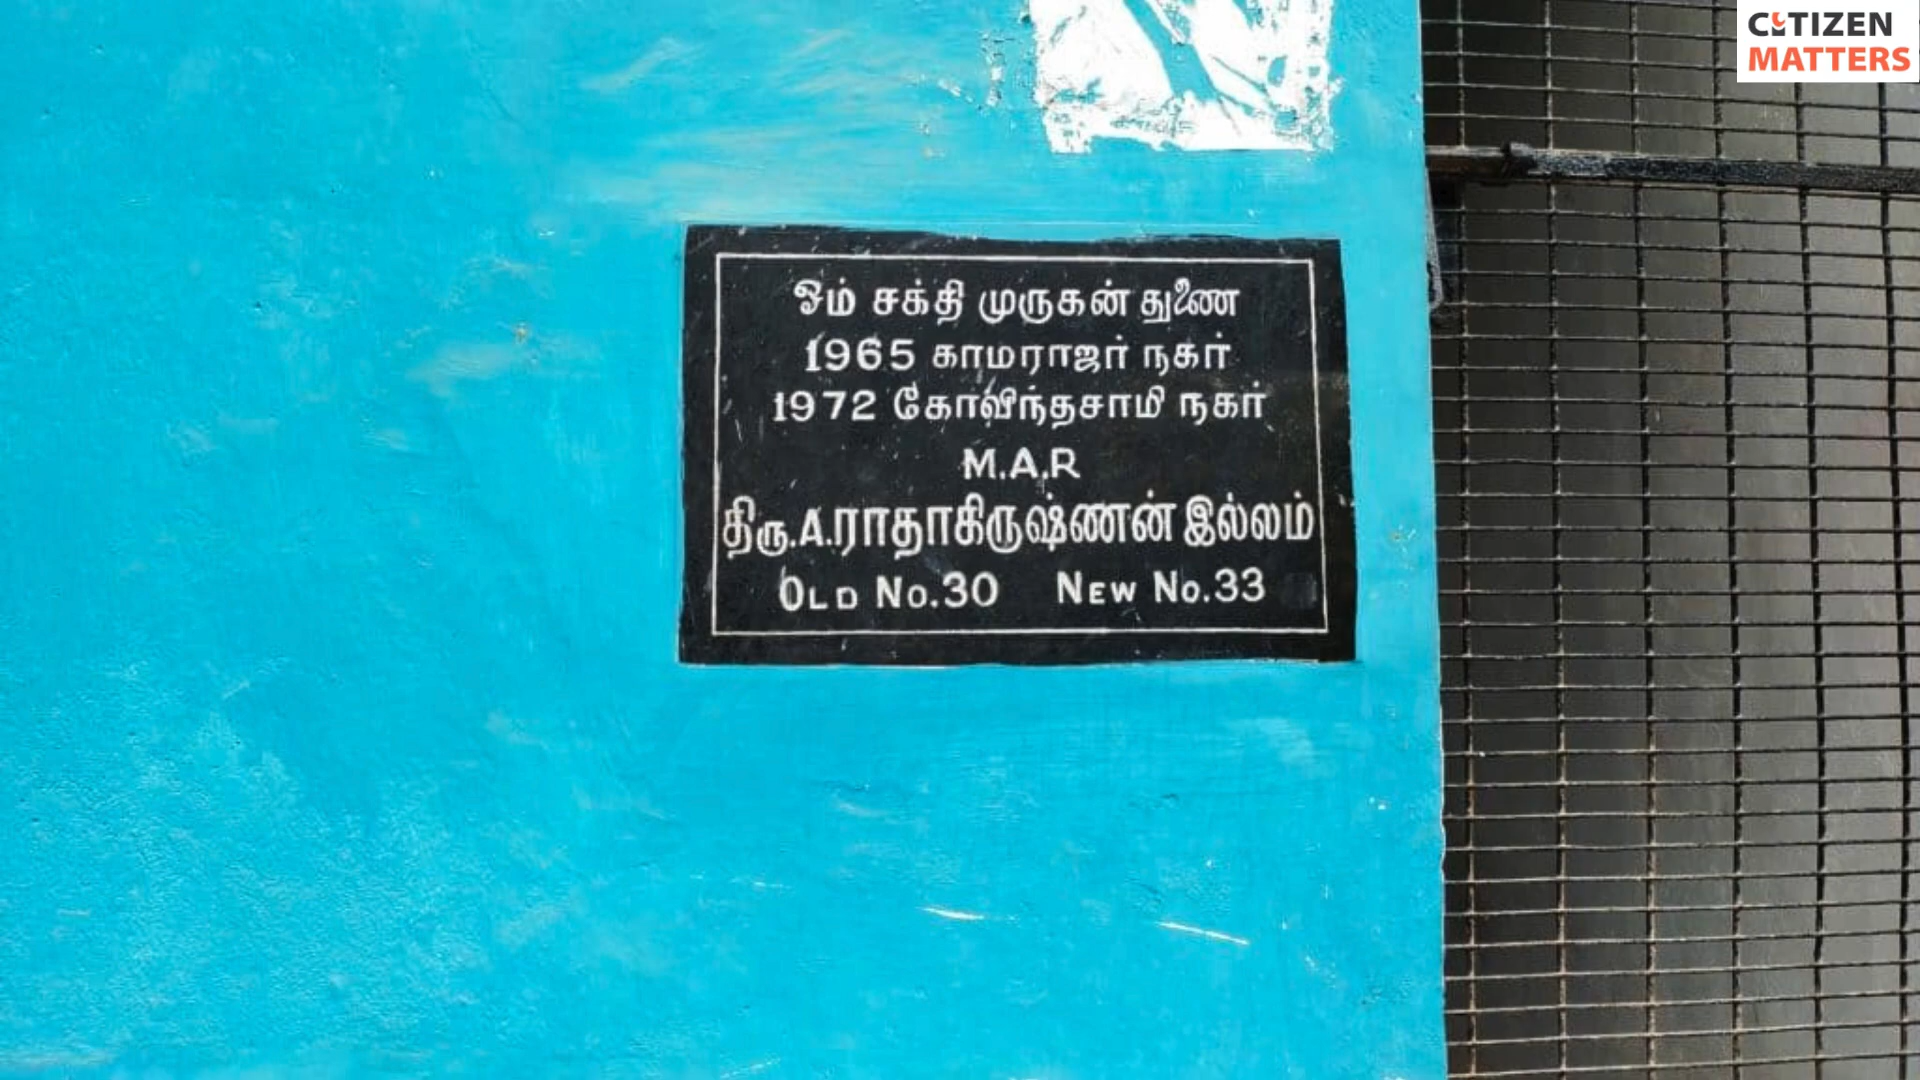 CITIZEN
MATTERS
ஓம் சக்தி முருகன் துணை
1965 காமராஜர் நகர்
1972 கோவிந்தசாமி நகர்
M.A.R
திரு.A.ராதாகிருஷ்ணன் இல்லம்
OLD NO.30 NEW NO.33